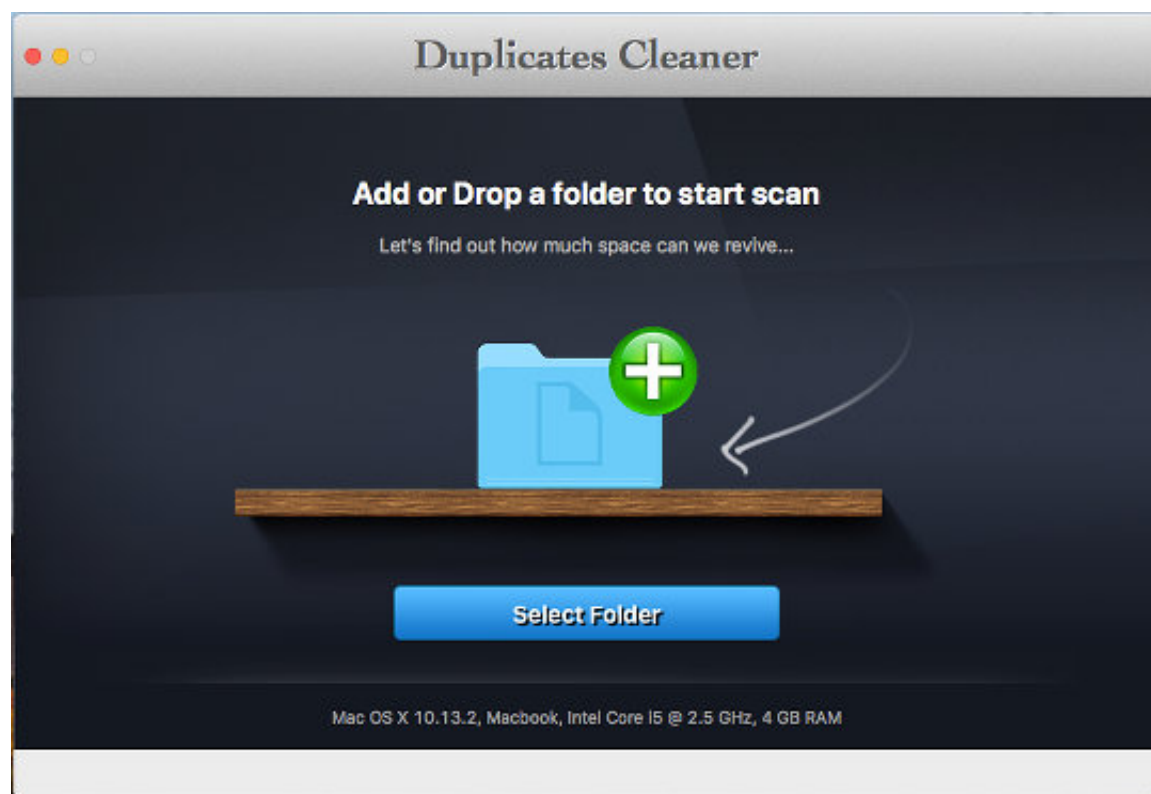 Duplicates Cleaner
Add or Drop a folder to start scan
Let's find out how much space can we revive...
Select Folder
Mac OS X 10.13.2, Macbook, Intel Core i5 @ 2.5 GHz, 4 GB RAM